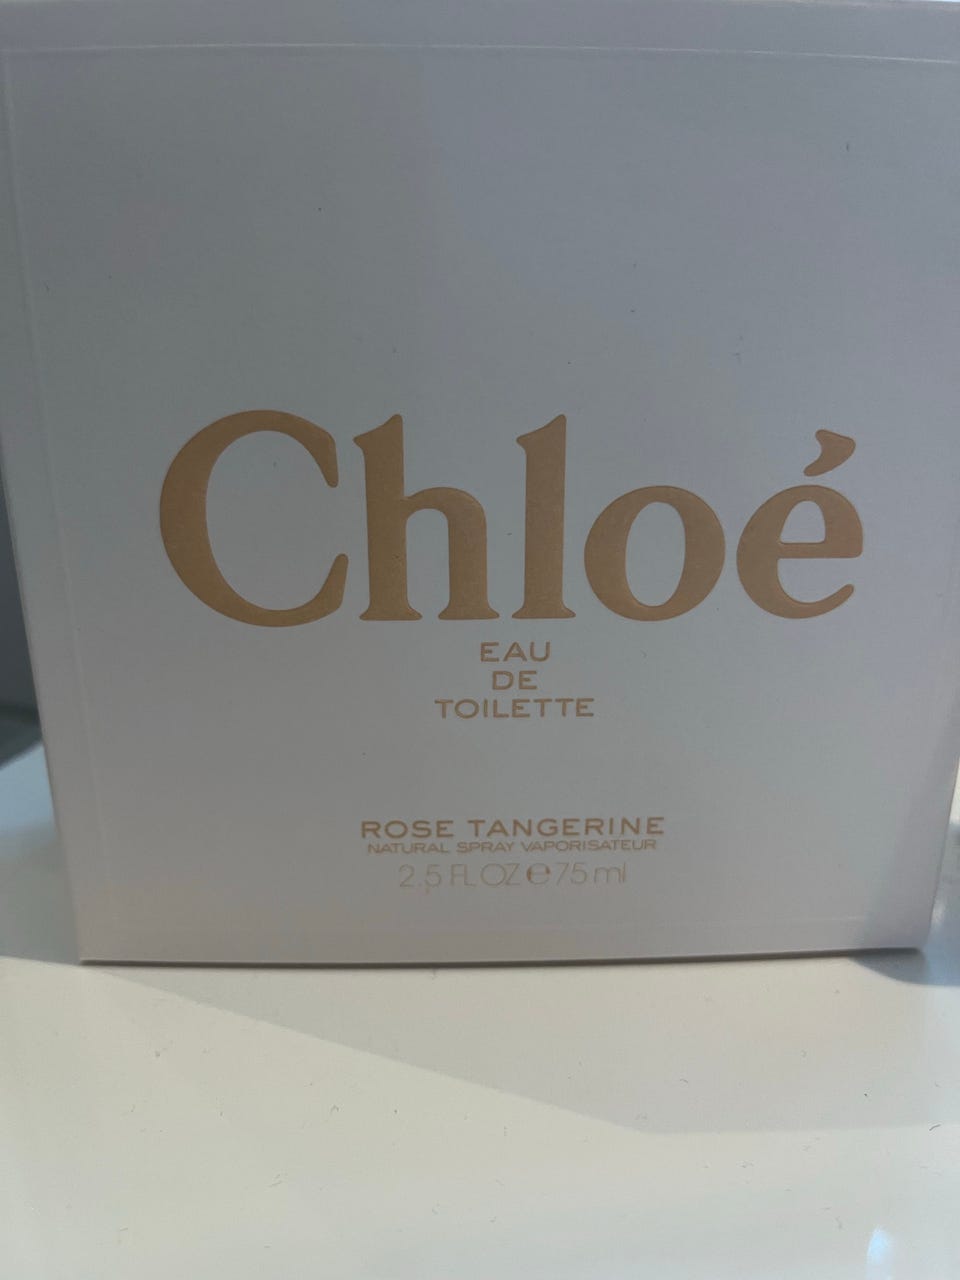 Chloé
EAU
DE
TOILETTE
ROSE TANGERINE
NATURAL SPRAY VAPORISATEUR
2.5 FL OZ ℮ 75 ml